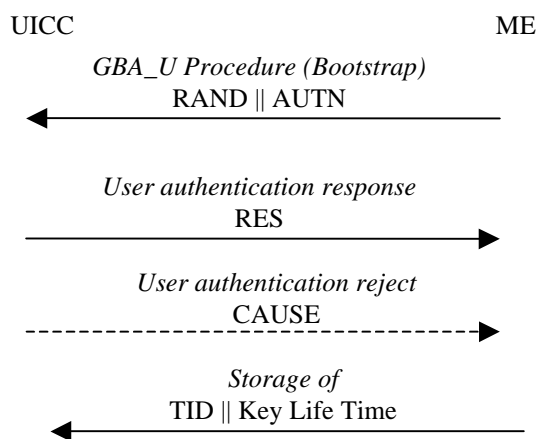 UICC ME
GBA_U Procedure (Bootstrap)
RAND || AUTN
User authentication response
RES
User authentication reject
CAUSE
Storage of
TID || Key Life Time